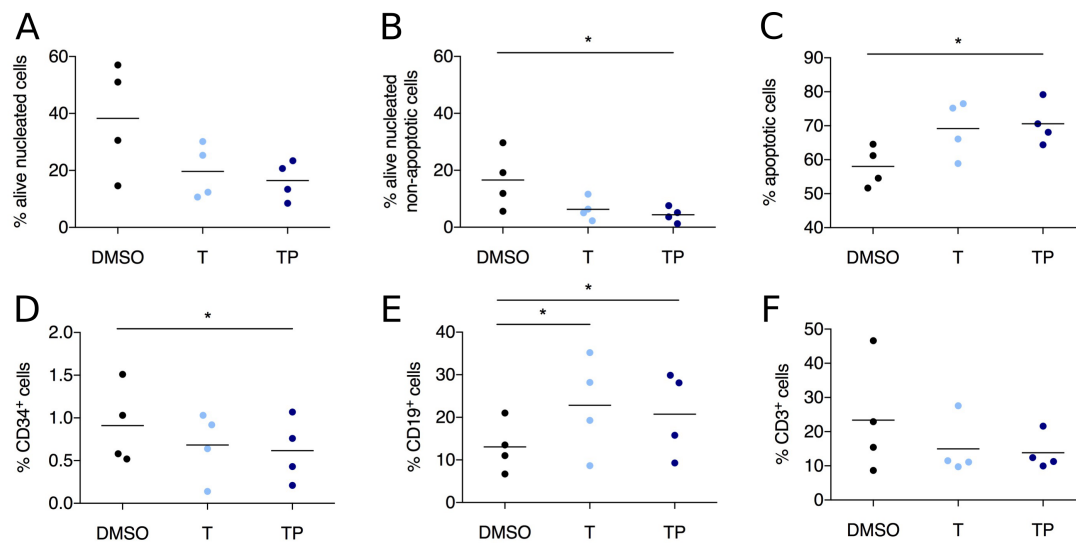 A
% alive nucleated cells
60
40
20
0
DMSO T TP
B
% alive nucleated
non-apoptotic cells
60
40
20
0
*
DMSO T TP
C
% apoptotic cells
90
80
70
60
50
40
*
DMSO T TP
D
% CD34⁺ cells
2.0
1.5
1.0
0.5
0.0
*
DMSO T TP
E
% CD19⁺ cells
40
30
20
10
0
*
*
DMSO T TP
F
% CD3⁺ cells
50
40
30
20
10
0
DMSO T TP